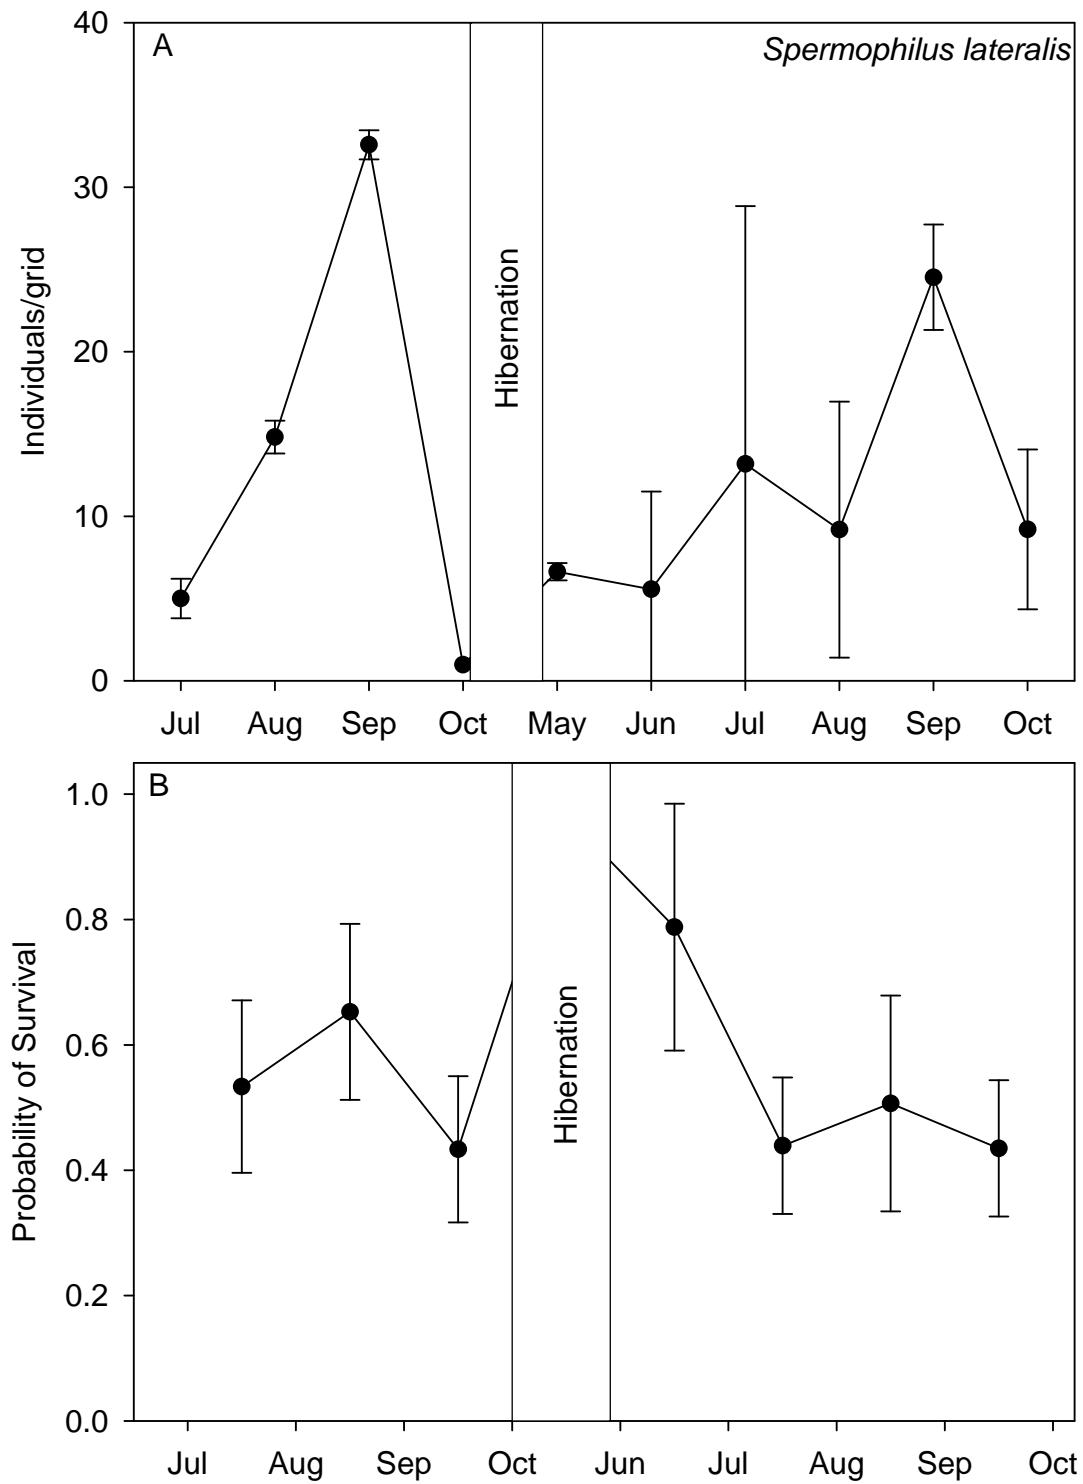 40
A
Spermophilus lateralis
30
20
10
0
Individuals/grid
Hibernation
Jul Aug Sep Oct May Jun Jul Aug Sep Oct
B
1.0
0.8
0.6
0.4
0.2
0.0
Probability of Survival
Hibernation
Jul Aug Sep Oct Jun Jul Aug Sep Oct